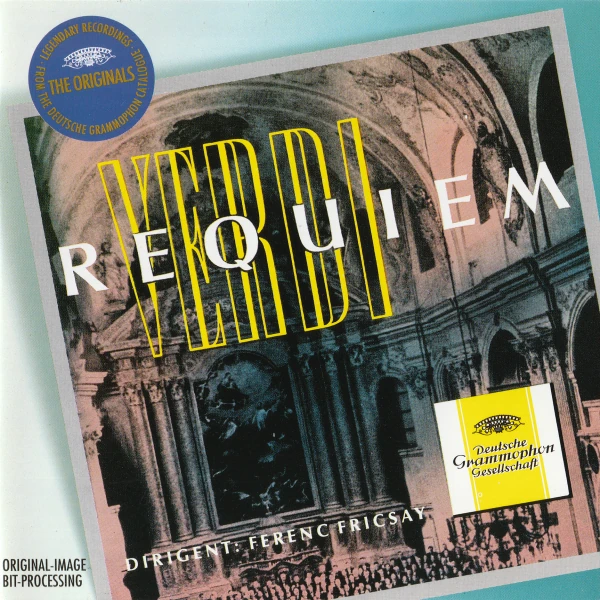 LEGENDARY RECORDINGS
THE ORIGINALS
FROM THE DEUTSCHE GRAMMOPHON CATALOGUE
VERDI
REQUIEM
Deutsche
Grammophon
Gesellschaft
DIRIGENT: FERENC FRICSAY
ORIGINAL-IMAGE
BIT-PROCESSING